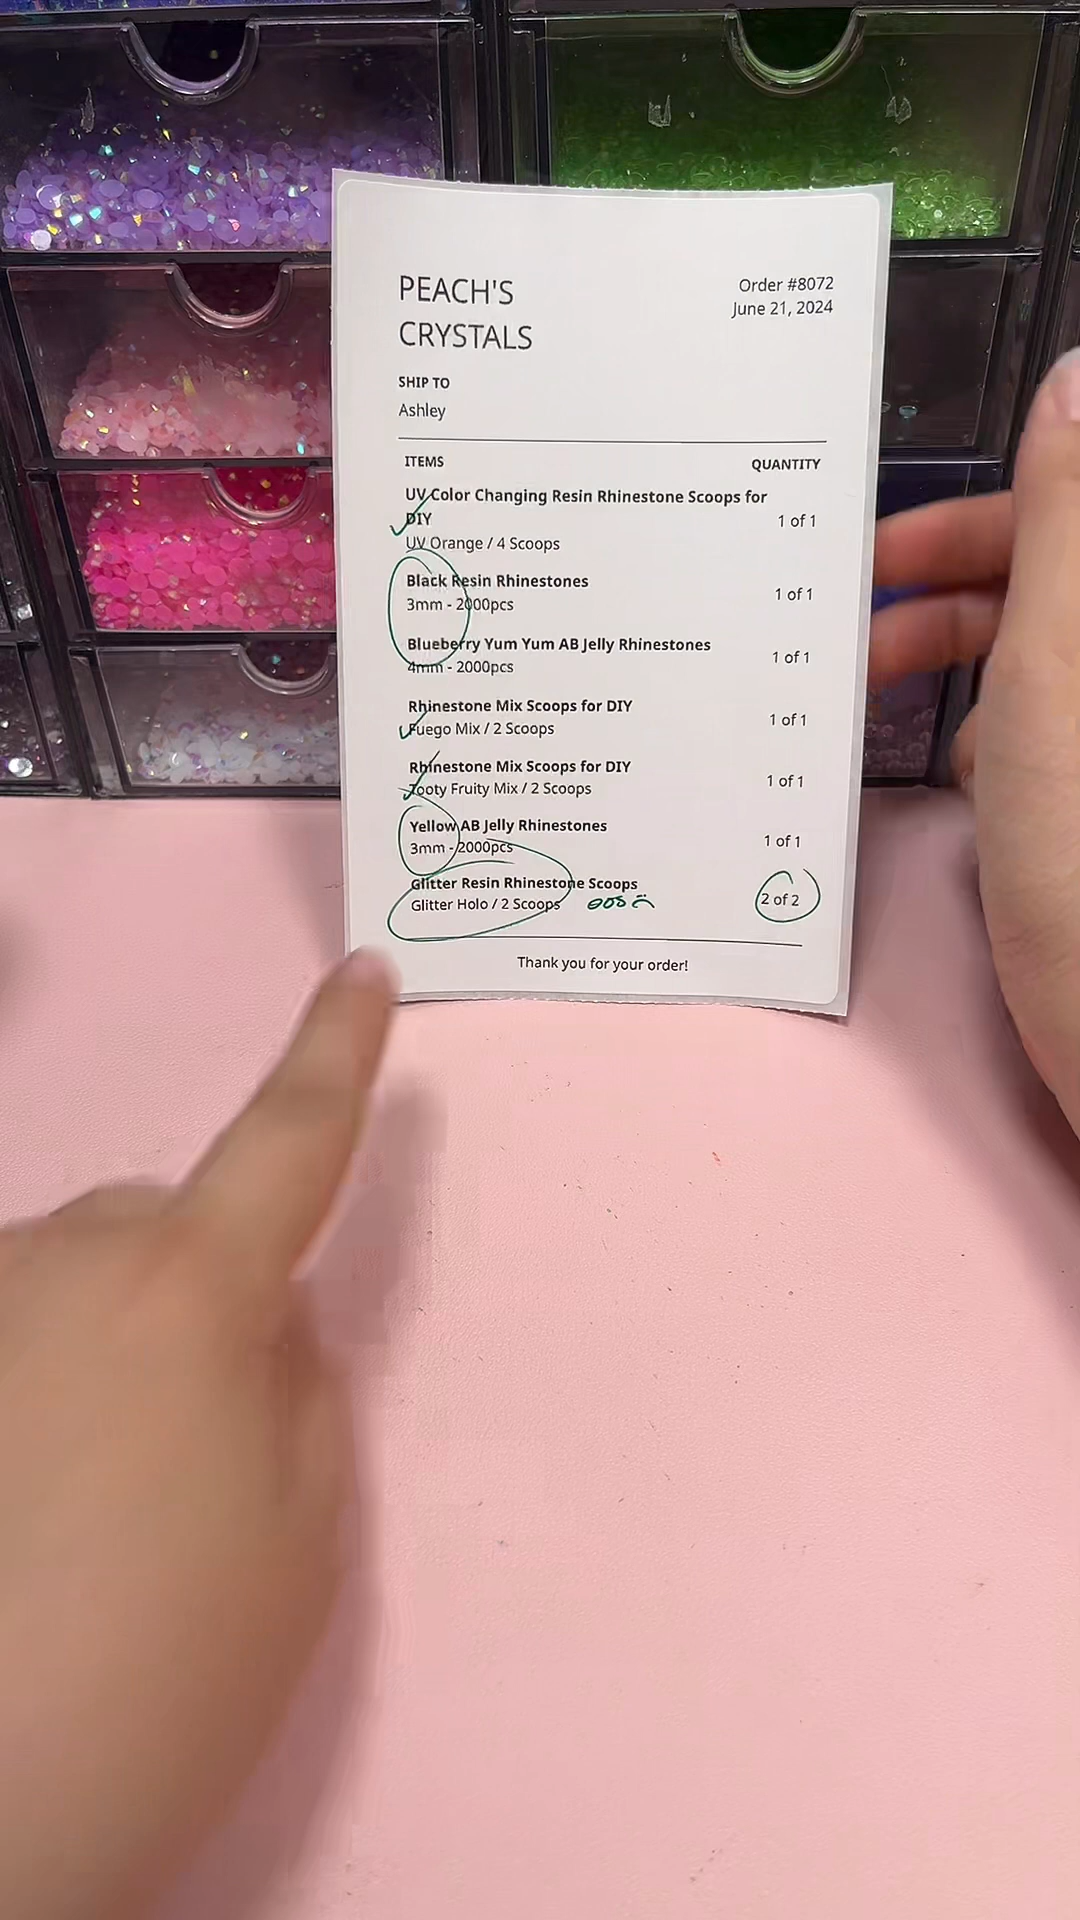 PEACH'S
CRYSTALS
Order #8072
June 21, 2024
SHIP TO
Ashley
ITEMS QUANTITY
UV Color Changing Resin Rhinestone Scoops for
DIY
UV Orange / 4 Scoops
1 of 1
Black Resin Rhinestones
3mm - 2000pcs
1 of 1
Blueberry Yum Yum AB Jelly Rhinestones
4mm - 2000pcs
1 of 1
Rhinestone Mix Scoops for DIY
Fuego Mix / 2 Scoops
1 of 1
Rhinestone Mix Scoops for DIY
Tooty Fruity Mix / 2 Scoops
1 of 1
Yellow AB Jelly Rhinestones
3mm - 2000pcs
1 of 1
Glitter Resin Rhinestone Scoops
Glitter Holo / 2 Scoops OOS
2 of 2
Thank you for your order!